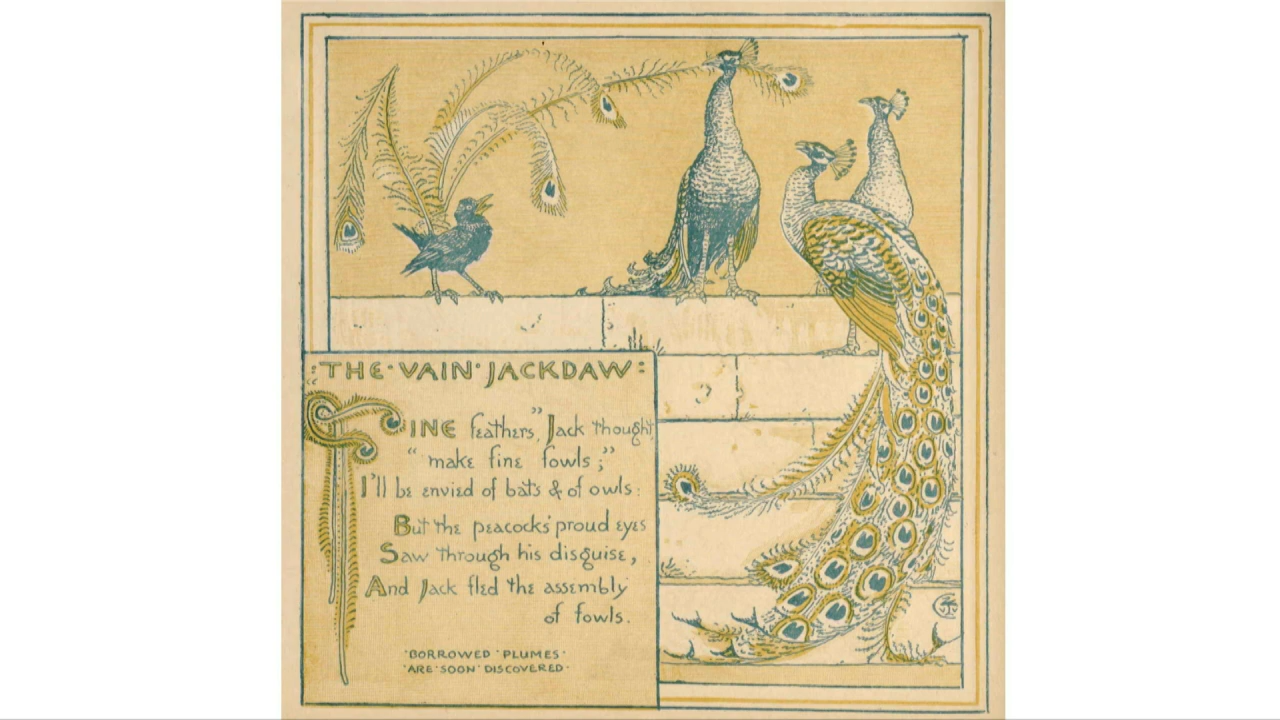 :THE·VAIN·JACKDAW:
FINE feathers," Jack thought
"make fine fowls;"
I'll be envied of bats & of owls:
But the peacocks' proud eyes
Saw through his disguise,
And Jack fled the assembly
of fowls.
·BORROWED·PLUMES·
·ARE·SOON·DISCOVERED·